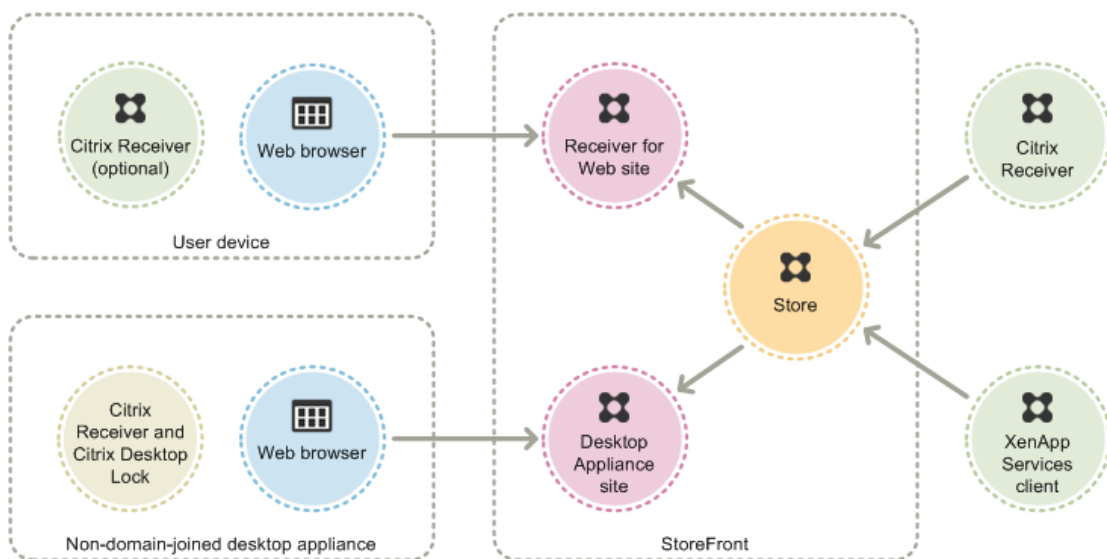 Citrix Receiver
(optional)
Web browser
User device
Receiver for
Web site
Citrix
Receiver
Store
Citrix
Receiver and
Citrix Desktop
Lock
Web browser
Non-domain-joined desktop appliance
Desktop
Appliance
site
StoreFront
XenApp
Services
client